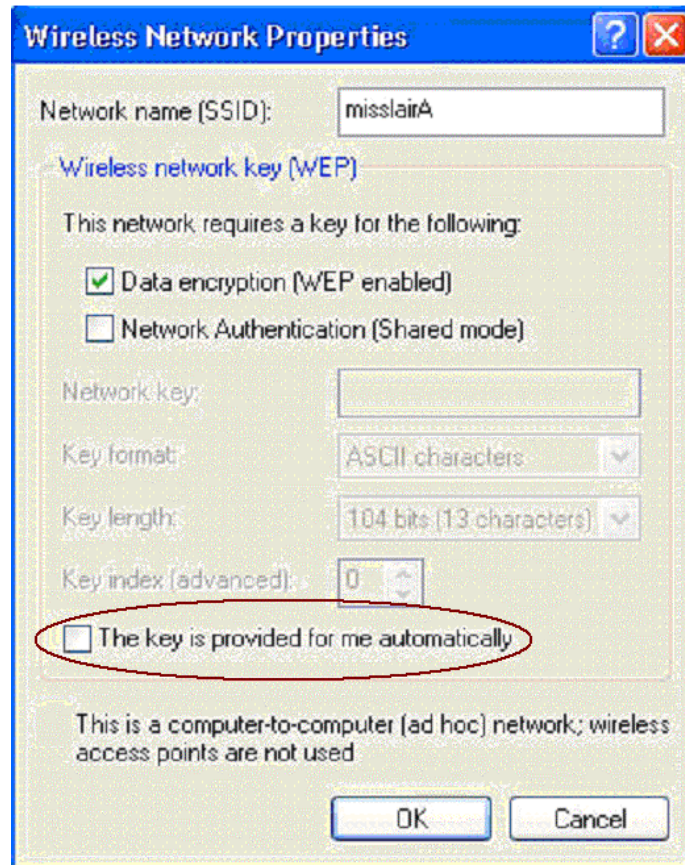 Wireless Network Properties
Network name (SSID): misslairA
Wireless network key (WEP)
This network requires a key for the following:
Data encryption (WEP enabled)
Network Authentication (Shared mode)
Network key:
Key format: ASCII characters
Key length: 104 bits (13 characters)
Key index (advanced): 0
The key is provided for me automatically
This is a computer-to-computer (ad hoc) network; wireless
access points are not used
OK Cancel